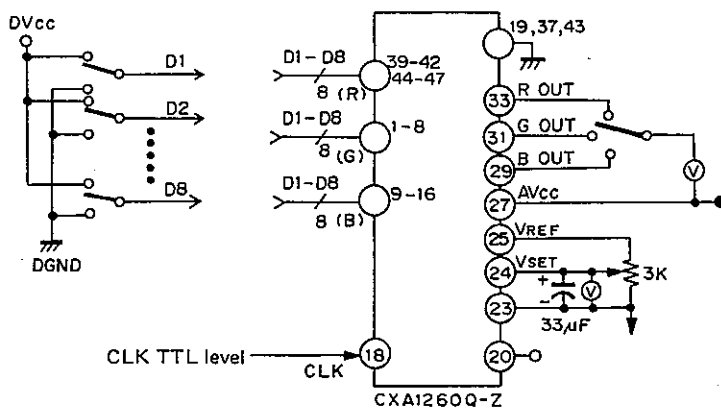 DVcc
D1
D2
D8
DGND
D1-D8
8 (R)
39-42
44-47
D1-D8
8 (G)
1-8
D1-D8
8 (B)
9-16
CLK TTL level
CLK
18
19,37,43
33
R OUT
31
G OUT
29
B OUT
27
AVcc
V
25
VREF
24
VSET
3K
+
-
V
23
33μF
20
CXA1260Q-Z